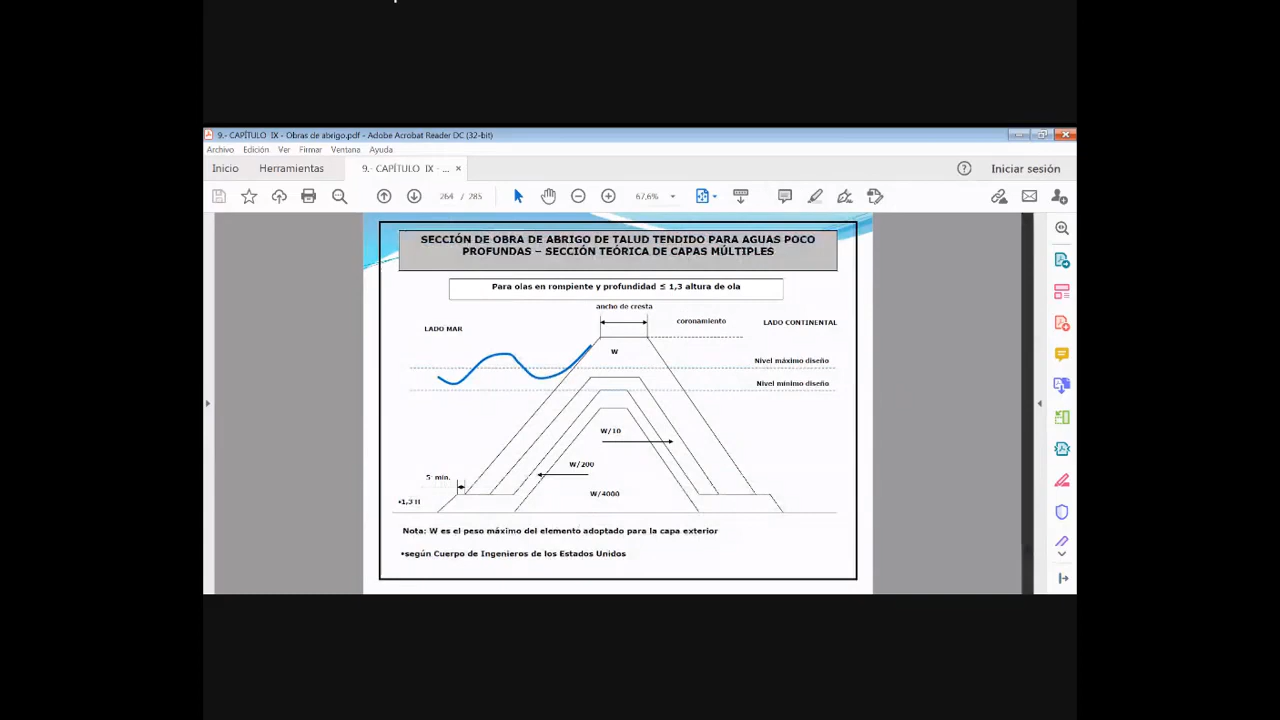 9.- CAPÍTULO IX - Obras de abrigo.pdf - Adobe Acrobat Reader DC (32-bit)
Archivo Edición Ver Firmar Ventana Ayuda
Inicio Herramientas 9.- CAPÍTULO IX - ... × Iniciar sesión
264 / 285 67,6%
SECCIÓN DE OBRA DE ABRIGO DE TALUD TENDIDO PARA AGUAS POCO
PROFUNDAS – SECCIÓN TEÓRICA DE CAPAS MÚLTIPLES
Para olas en rompiente y profundidad ≤ 1,3 altura de ola
ancho de cresta
coronamiento
LADO CONTINENTAL
LADO MAR
W
Nivel máximo diseño
Nivel mínimo diseño
W/10
W/200
5' min.
W/4000
•1,3 H
Nota: W es el peso máximo del elemento adoptado para la capa exterior
•según Cuerpo de Ingenieros de los Estados Unidos